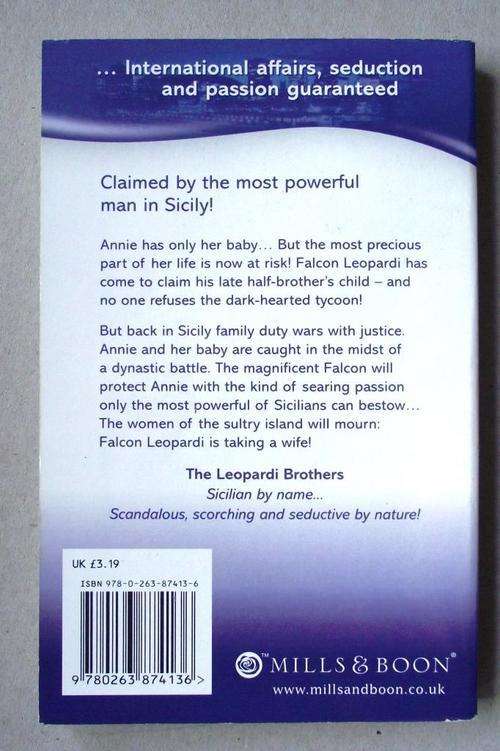 ... International affairs, seduction
and passion guaranteed
Claimed by the most powerful
man in Sicily!
Annie has only her baby... But the most precious
part of her life is now at risk! Falcon Leopardi has
come to claim his late half-brother's child – and
no one refuses the dark-hearted tycoon!
But back in Sicily family duty wars with justice.
Annie and her baby are caught in the midst of
a dynastic battle. The magnificent Falcon will
protect Annie with the kind of searing passion
only the most powerful of Sicilians can bestow...
The women of the sultry island will mourn:
Falcon Leopardi is taking a wife!
The Leopardi Brothers
Sicilian by name...
Scandalous, scorching and seductive by nature!
UK £3.19
ISBN 978-0-263-87413-6
9 780263 874136 >
™ MILLS & BOON®
www.millsandboon.co.uk